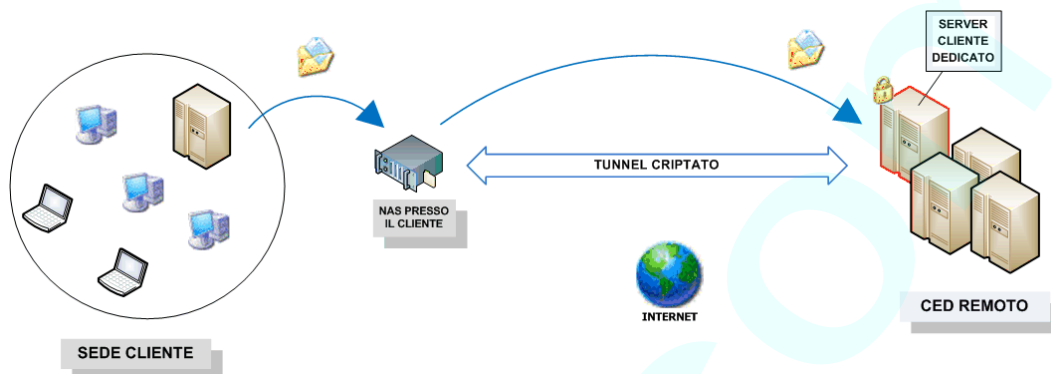 SERVER
CLIENTE
DEDICATO
TUNNEL CRIPTATO
NAS PRESSO
IL CLIENTE
INTERNET
CED REMOTO
SEDE CLIENTE